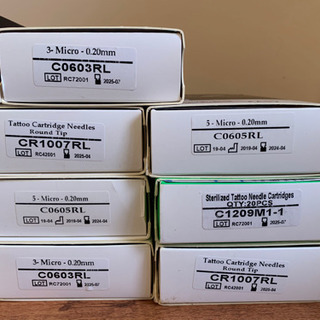 3- Micro - 0.20mm
C0603RL
LOT RC72001 2025-07
Tattoo Cartridge Needles
Round Tip
CR1007RL
LOT RC42001 2025-04
5 - Micro - 0.20mm
C0605RL
LOT 19-04 2019-04 2024-04
5 - Micro - 0.20mm
C0605RL
LOT 19-04 2019-04 2024-04
Sterilized Tattoo Needle Cartridges
QTY:20PCS
C1209M1-1
LOT RC72001 2025-07
3- Micro - 0.20mm
C0603RL
LOT RC72001 2025-07
Tattoo Cartridge Needles
Round Tip
CR1007RL
LOT RC42001 2025-04